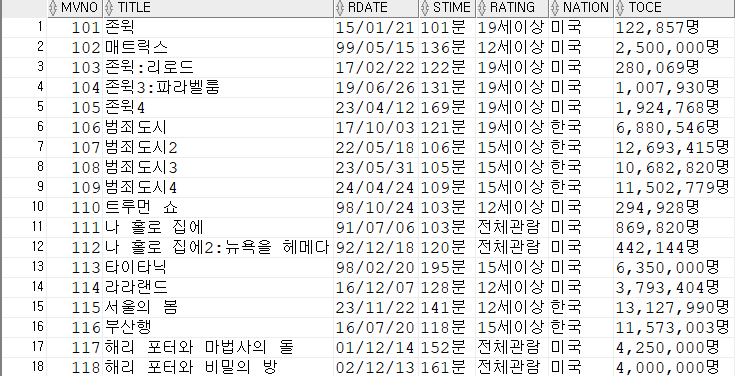 MVNO TITLE RDATE STIME RATING NATION TOCE
1 101 존윅 15/01/21 101분 19세이상 미국 122,857명
2 102 매트릭스 99/05/15 136분 12세이상 미국 2,500,000명
3 103 존윅:리로드 17/02/22 122분 19세이상 미국 280,069명
4 104 존윅3:파라벨룸 19/06/26 131분 19세이상 미국 1,007,930명
5 105 존윅4 23/04/12 169분 19세이상 미국 1,924,768명
6 106 범죄도시 17/10/03 121분 19세이상 한국 6,880,546명
7 107 범죄도시2 22/05/18 106분 15세이상 한국 12,693,415명
8 108 범죄도시3 23/05/31 105분 15세이상 한국 10,682,820명
9 109 범죄도시4 24/04/24 109분 15세이상 한국 11,502,779명
10 110 트루먼 쇼 98/10/24 103분 12세이상 미국 294,928명
11 111 나 홀로 집에 91/07/06 103분 전체관람 미국 869,820명
12 112 나 홀로 집에2:뉴욕을 헤메다 92/12/18 120분 전체관람 미국 442,144명
13 113 타이타닉 98/02/20 195분 15세이상 미국 6,350,000명
14 114 라라랜드 16/12/07 128분 12세이상 미국 3,793,404명
15 115 서울의 봄 23/11/22 141분 12세이상 한국 13,127,990명
16 116 부산행 16/07/20 118분 15세이상 한국 11,573,003명
17 117 해리 포터와 마법사의 돌 01/12/14 152분 전체관람 미국 4,250,000명
18 118 해리 포터와 비밀의 방 02/12/13 161분 전체관람 미국 4,000,000명